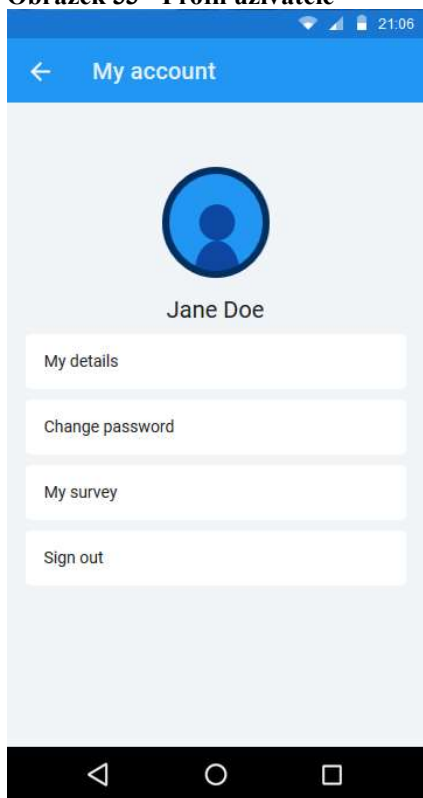 21:06
My account
Jane Doe
My details
Change password
My survey
Sign out